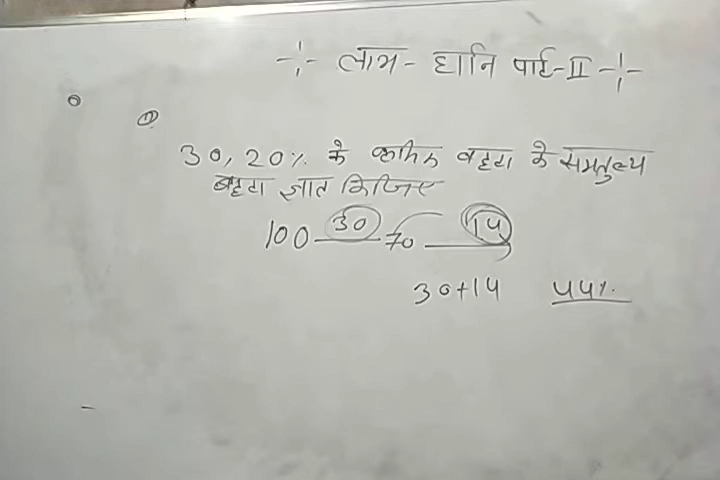 -¦- लाभ - हानि पार्ट-II -¦-
①
30, 20% के क्रमिक बट्टा के समतुल्य
बट्टा ज्ञात किजिए
100 30 70 14
30+14 44%